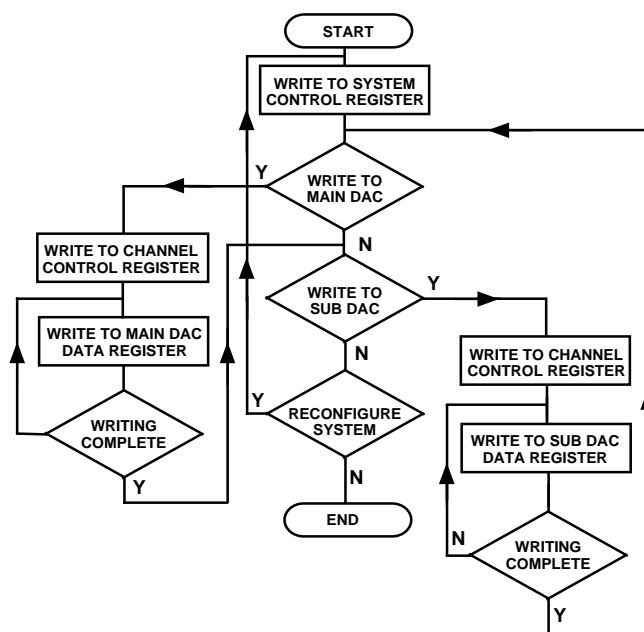 START
WRITE TO SYSTEM
CONTROL REGISTER
Y
WRITE TO
MAIN DAC
N
WRITE TO CHANNEL
CONTROL REGISTER
WRITE TO
SUB DAC
Y
WRITE TO MAIN DAC
DATA REGISTER
N
WRITE TO CHANNEL
CONTROL REGISTER
Y
RECONFIGURE
SYSTEM
WRITING
COMPLETE
WRITE TO SUB DAC
DATA REGISTER
N
Y
END
N
WRITING
COMPLETE
Y